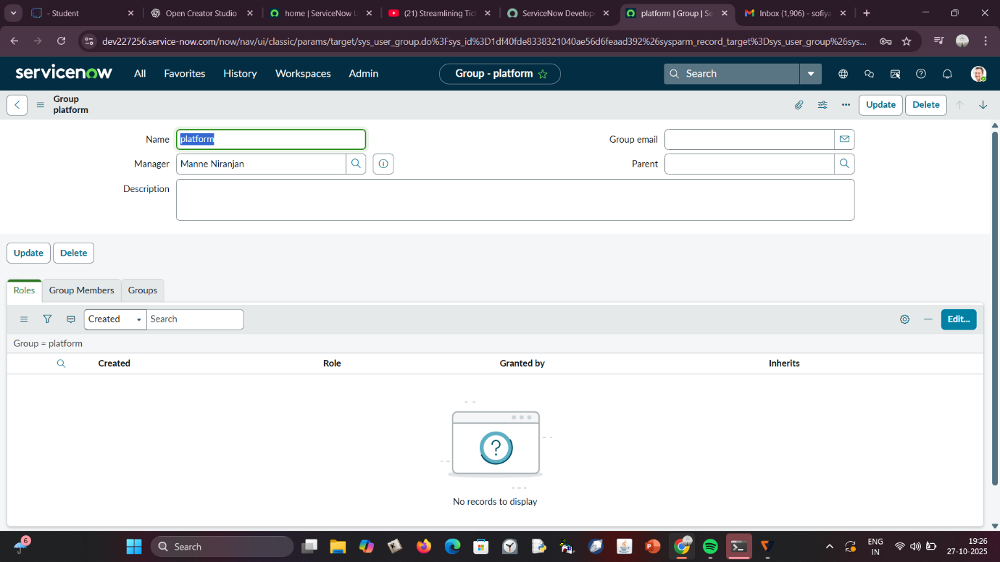 - Student
Open Creator Studio
home | ServiceNow U
(21) Streamlining Tic
ServiceNow Develop
platform | Group | Se
Inbox (1,906) - sofiya
dev227256.service-now.com/now/nav/ui/classic/params/target/sys_user_group.do%3Fsys_id%3D1df40fde8338321040ae56d6feaad392%26sysparm_record_target%3Dsys_user_group%26sys...
servicenow
All
Favorites
History
Workspaces
Admin
Group - platform
Search
Group
platform
Update
Delete
Name
platform
Group email
Manager
Manne Niranjan
Parent
Description
Update
Delete
Roles
Group Members
Groups
Created
Search
Edit...
Group = platform
Created
Role
Granted by
Inherits
?
No records to display
6
Search
ENG
IN
19:26
27-10-2025